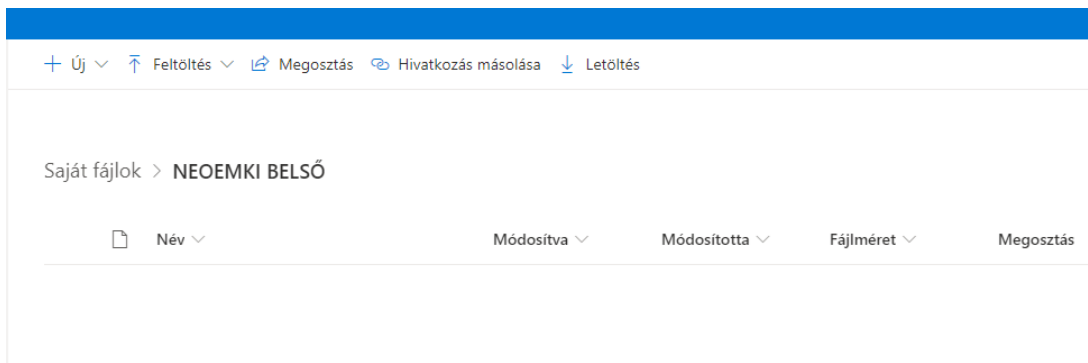 Új Feltöltés Megosztás Hivatkozás másolása Letöltés
Saját fájlok > NEOEMKI BELSŐ
Név Módosítva Módosította Fájlméret Megosztás